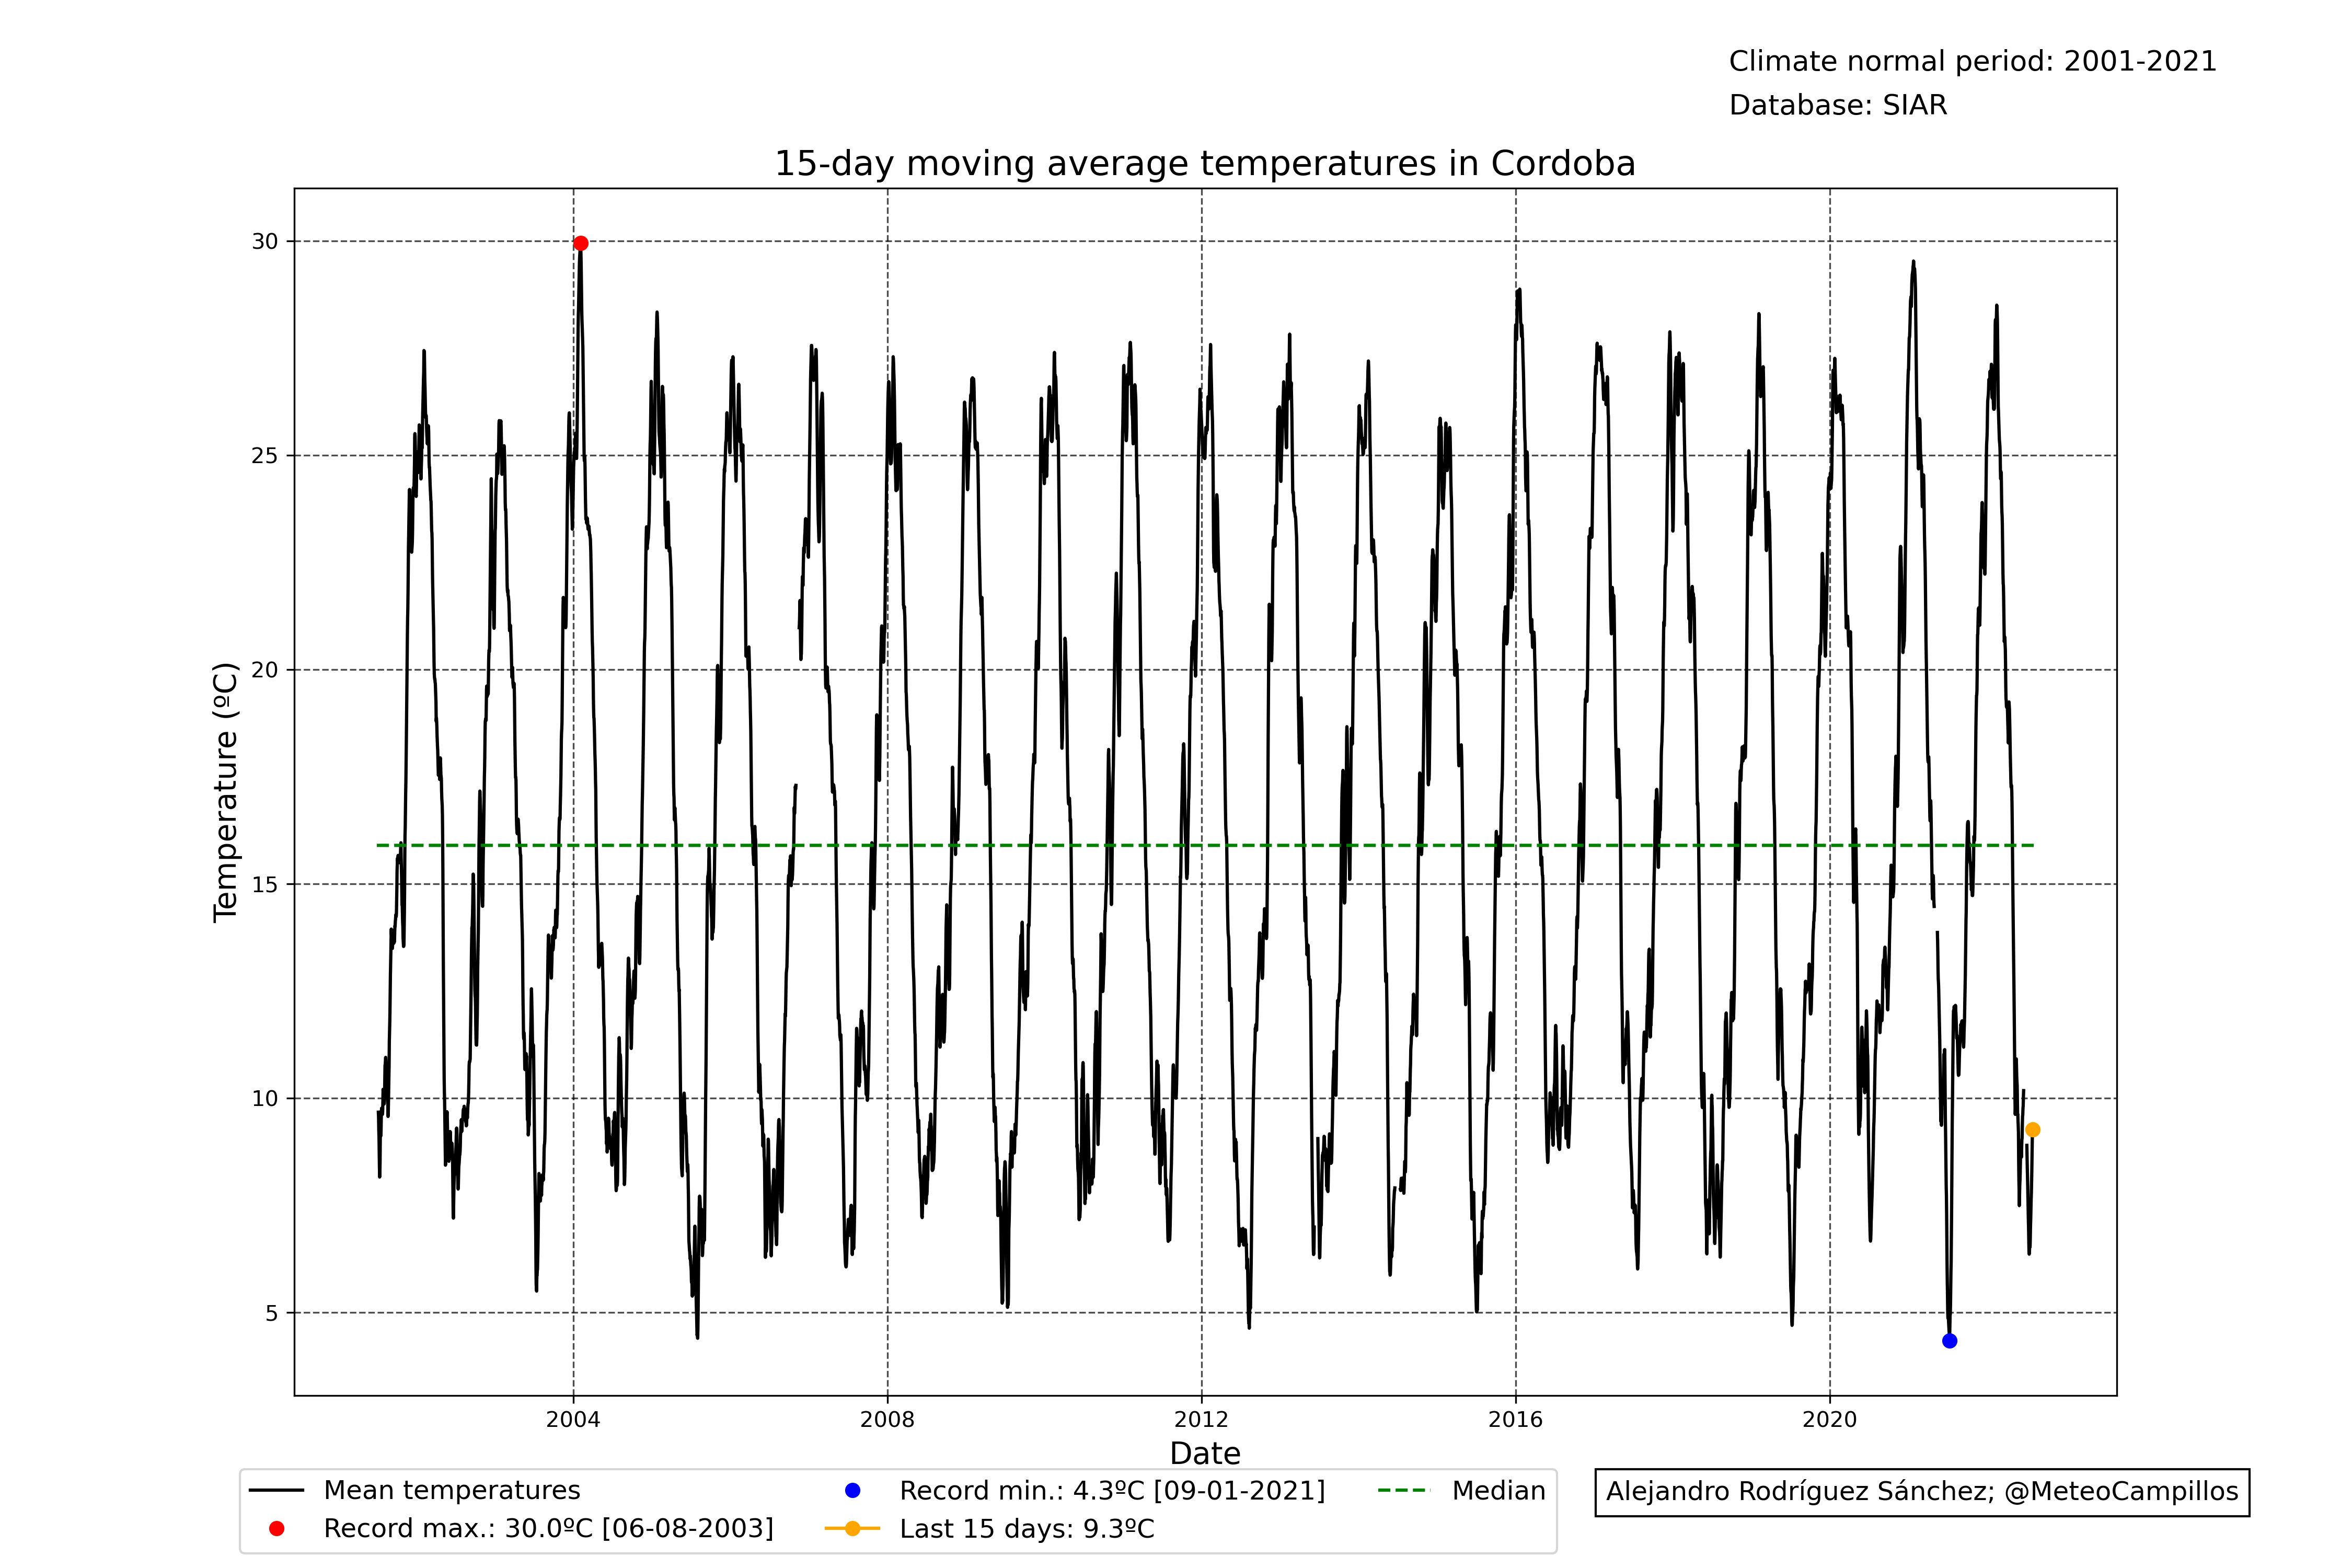 Climate normal period: 2001-2021
Database: SIAR
15-day moving average temperatures in Cordoba
30
25
20
15
10
5
Temperature (ºC)
2004 2008 2012 2016 2020
Date
Mean temperatures
Record max.: 30.0ºC [06-08-2003]
Record min.: 4.3ºC [09-01-2021]
Last 15 days: 9.3ºC
Median
Alejandro Rodríguez Sánchez; @MeteoCampillos